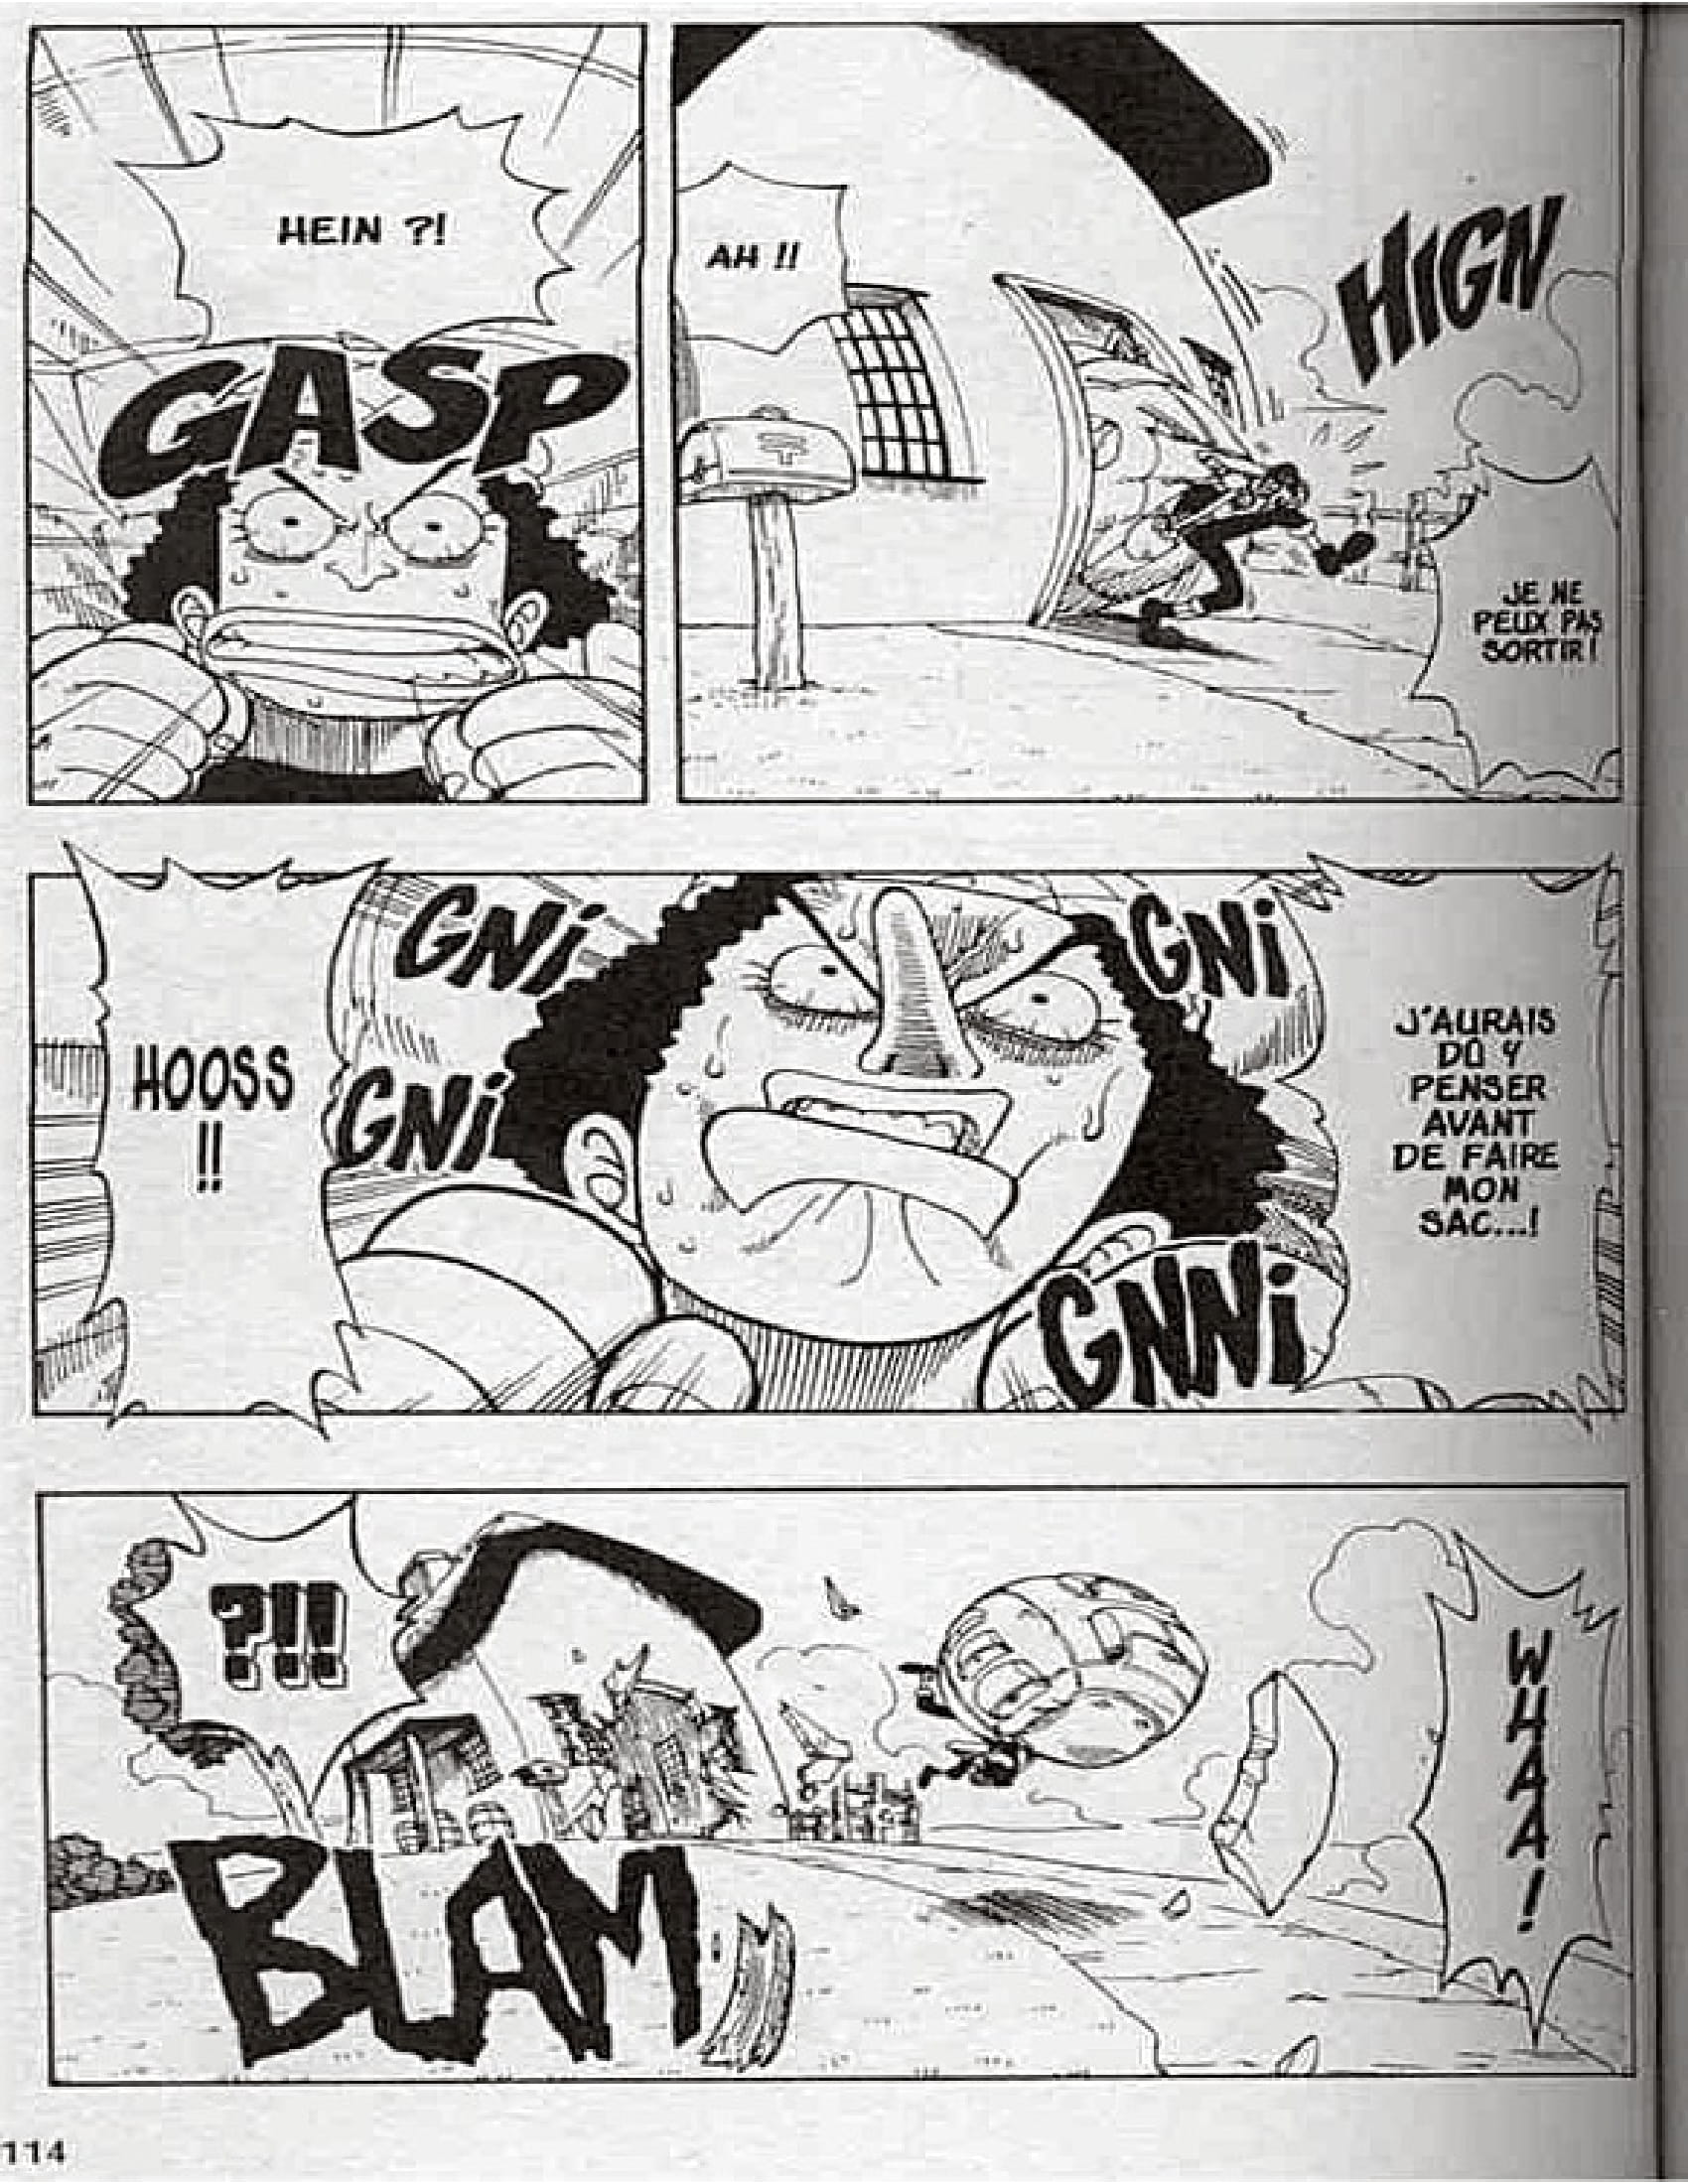 HIGN
JE NE
PEUX PAS
SORTIR !
AH !!
〒
HEIN ?!
GASP
J'AURAIS
DÛ Y
PENSER
AVANT
DE FAIRE
MON
SAC...!
GNi
GNNi
GNi
GNi
HOOSS
!!
WHAA!
?!!
BLAM
114